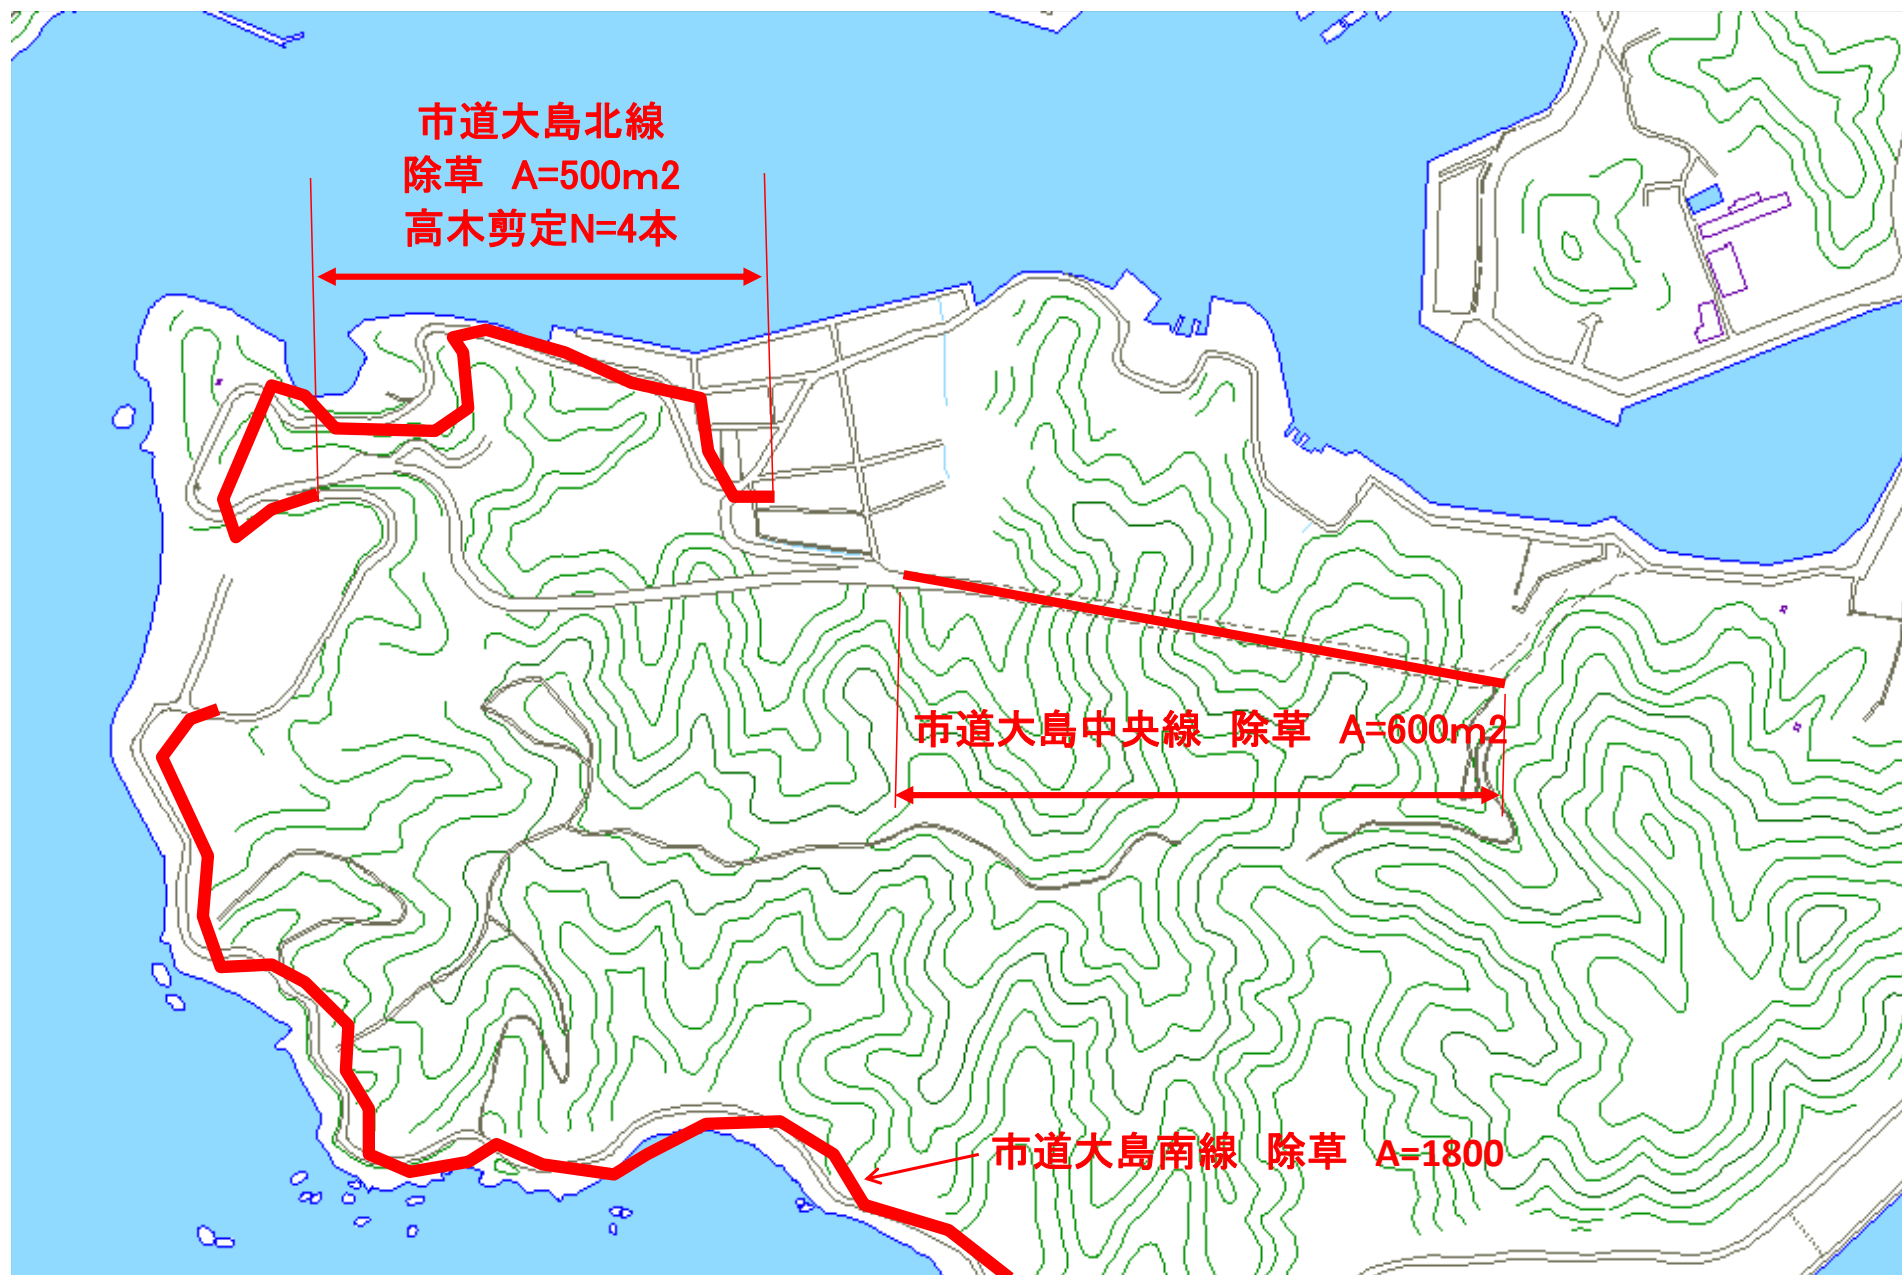 市道大島北線
除草　A=500m2
高木剪定N=4本
市道大島中央線　除草　A=600m2
市道大島南線　除草　A=1800